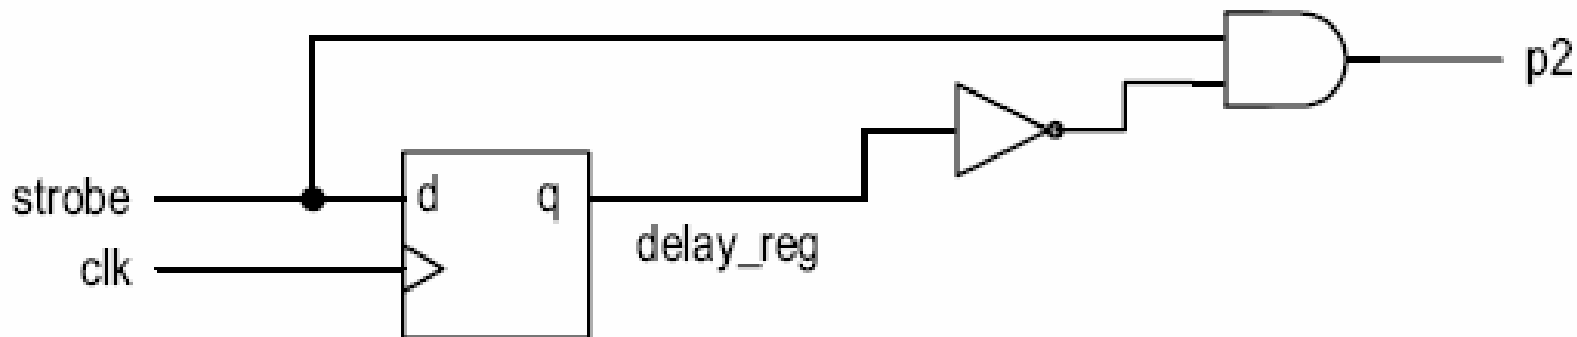 p2
strobe
d
q
delay_reg
clk